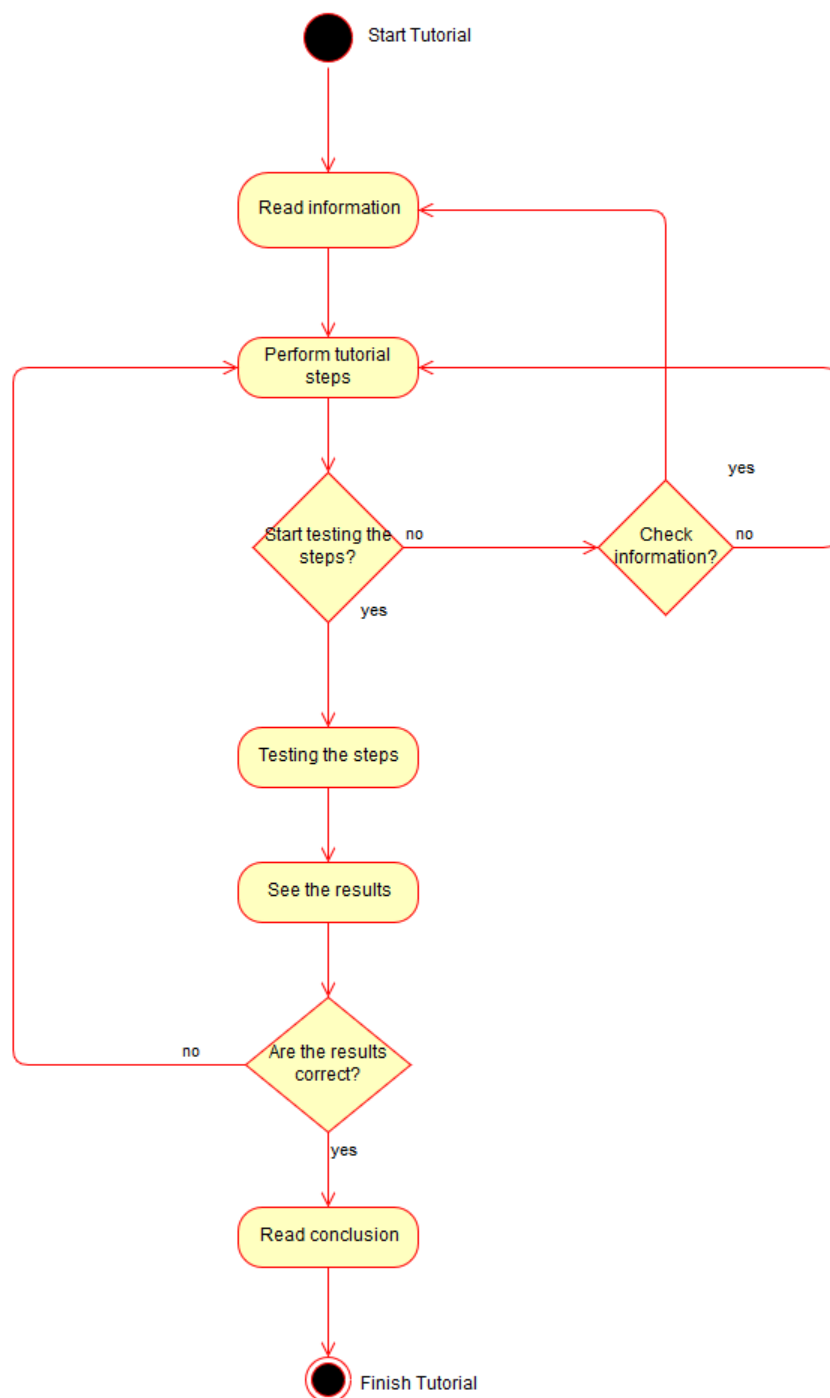 Start Tutorial
Read information
Perform tutorial
steps
yes
Start testing the
steps?
no
Check
information?
no
yes
Testing the steps
See the results
no
Are the results
correct?
yes
Read conclusion
Finish Tutorial